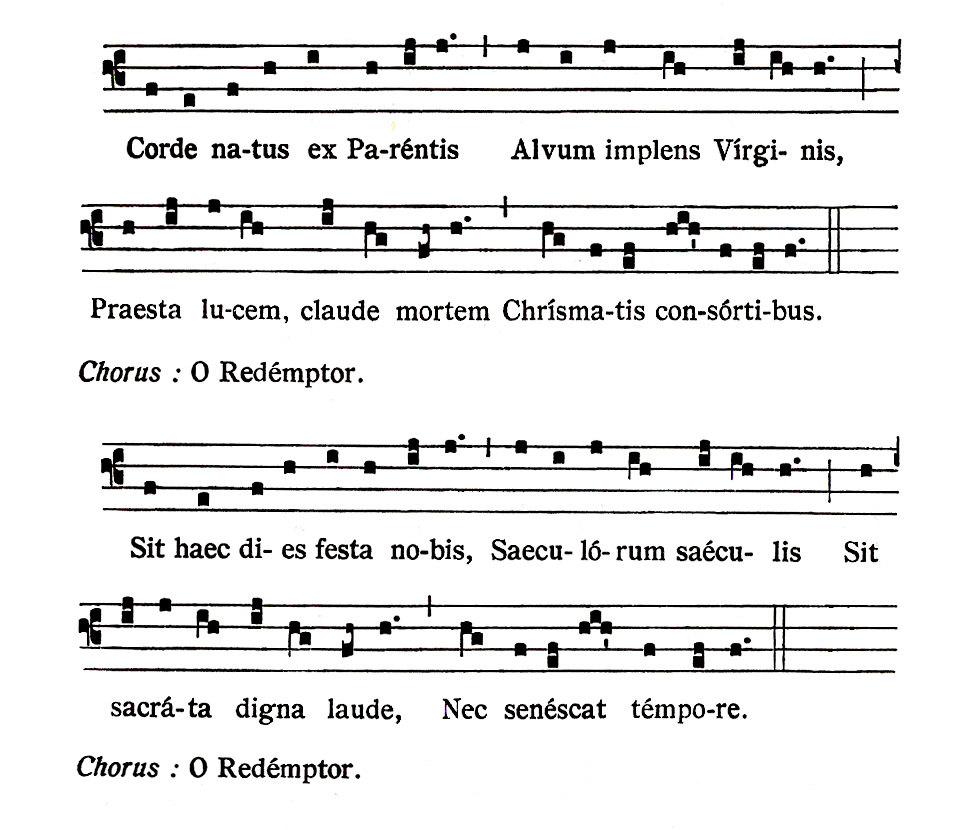 Corde na-tus ex Pa-réntis Alvum implens Vírgi- nis,
Praesta lu-cem, claude mortem Chrísma-tis con-sórti-bus.
Chorus : O Redémptor.
Sit haec di- es festa no-bis, Saecu- ló- rum saécu- lis Sit
sacrá-ta digna laude, Nec senéscat témpo-re.
Chorus : O Redémptor.